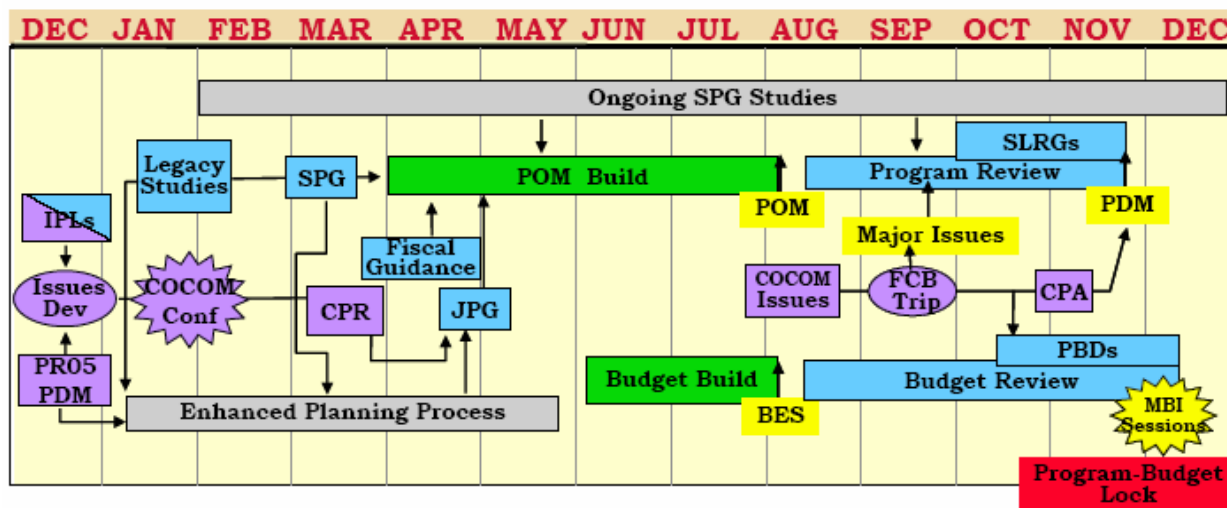 DEC JAN FEB MAR APR MAY JUN JUL AUG SEP OCT NOV DEC
Ongoing SPG Studies
Legacy
Studies
SPG
POM Build
POM
SLRGs
Program Review
PDM
IPLs
Issues
Dev
COCOM
Conf
PR05
PDM
Fiscal
Guidance
CPR
JPG
Enhanced Planning Process
Major Issues
COCOM
Issues
FCB
Trip
CPA
Budget Build
BES
PBDs
Budget Review
MBI
Sessions
Program-Budget
Lock